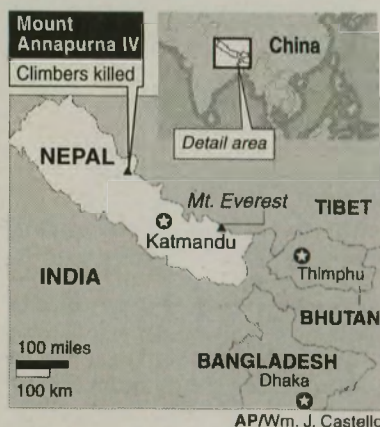 Mount
Annapurna IV
Climbers killed
China
Detail area
NEPAL
Mt. Everest
TIBET
Katmandu
Thimphu
INDIA
BHUTAN
100 miles
100 km
BANGLADESH
Dhaka
AP/Wm. J. Castello